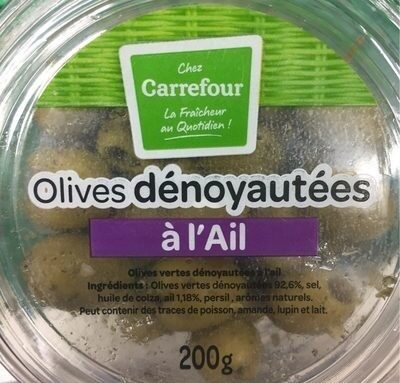 Chez
Carrefour
La Fraîcheur
au Quotidien !
Olives dénoyautées
à l'Ail
Olives vertes dénoyautées à l'ail
Ingrédients : Olives vertes dénoyautées 92,6%, sel,
huile de colza, ail 1,18%, persil, arômes naturels.
Peut contenir des traces de poisson, amande, lupin et lait.
200g